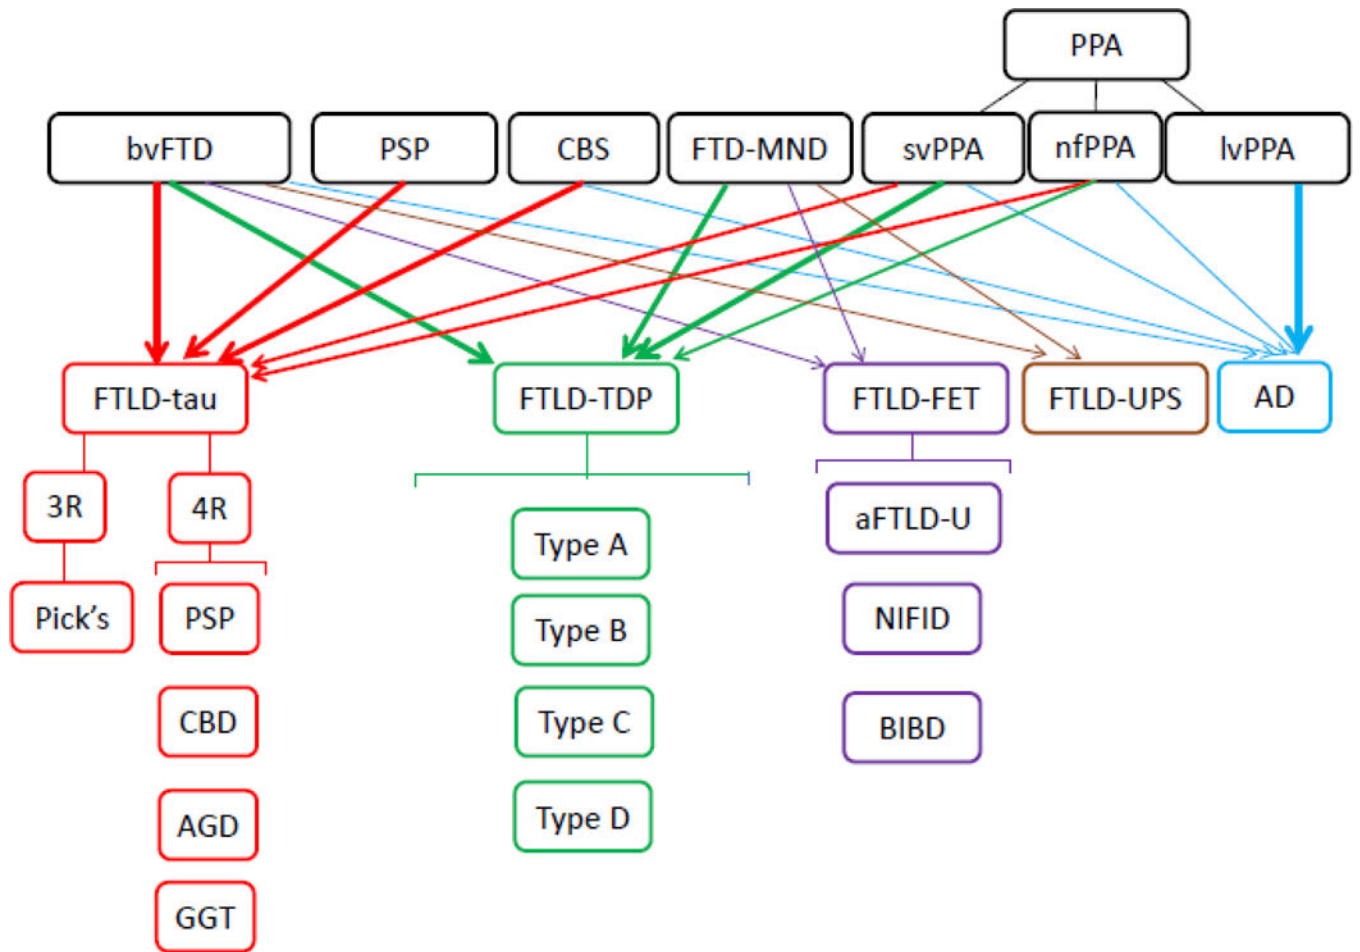 PPA
bvFTD
PSP
CBS
FTD-MND
svPPA
nfPPA
lvPPA
FTLD-tau
FTLD-TDP
FTLD-FET
FTLD-UPS
AD
3R
4R
Pick's
PSP
CBD
AGD
GGT
Type A
Type B
Type C
Type D
aFTLD-U
NIFID
BIBD